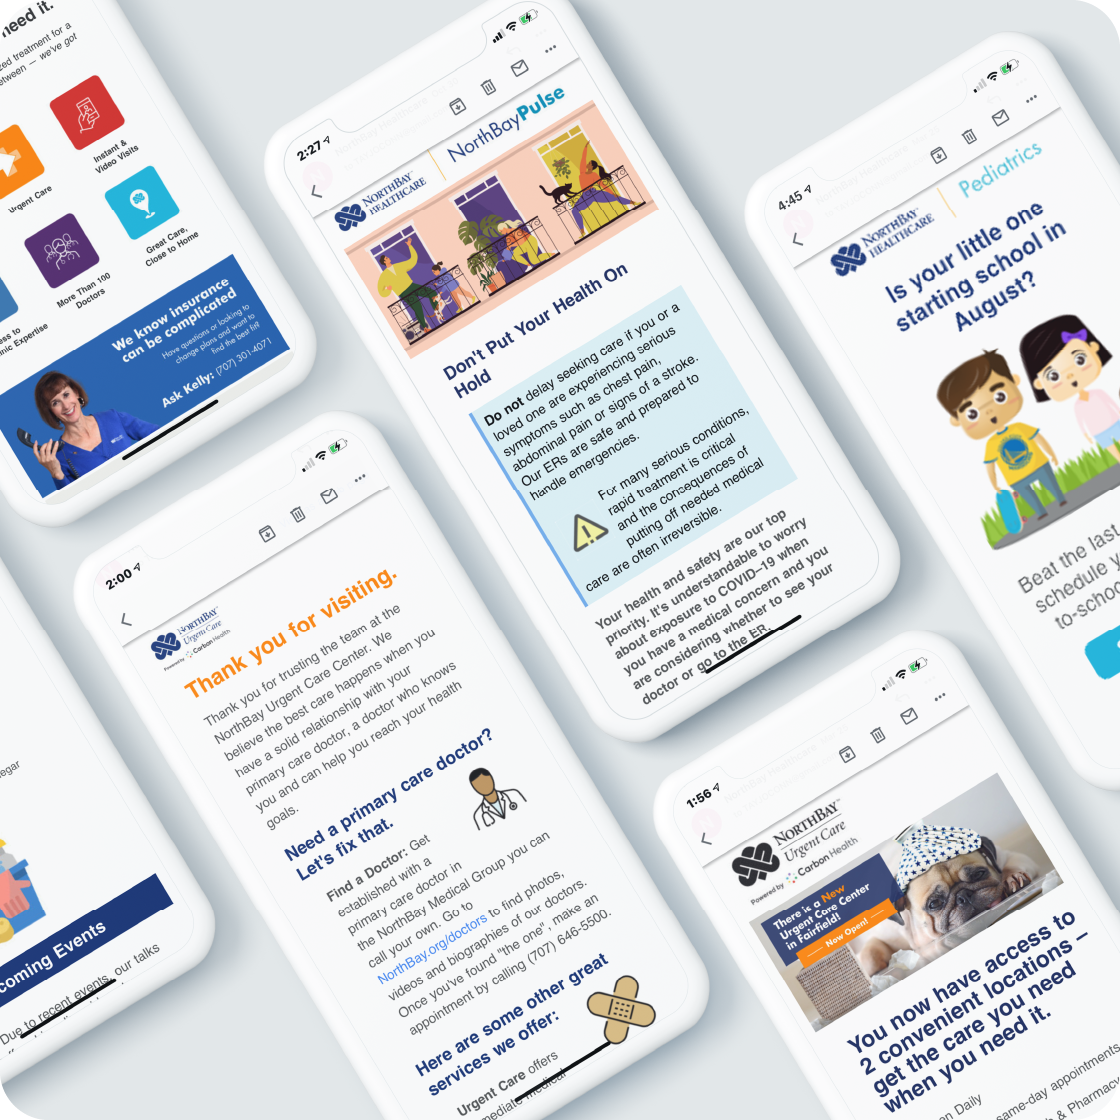 need it.
zed treatment for a
etween — we've got
Urgent Care
Instant &
Video Visits
ess to
nic Expertise
More Than 100
Doctors
Great Care,
Close to Home
We know insurance
can be complicated
Have questions or looking to
change plans and want to
find the best fit?
Ask Kelly: (707) 301-4071
2:27
NORTHBAY
HEALTHCARE
NorthBayPulse
Don't Put Your Health On
Hold
Do not delay seeking care if you or a
loved one are experiencing serious
symptoms such as chest pain,
abdominal pain or signs of a stroke.
Our ERs are safe and prepared to
handle emergencies.
For many serious conditions,
rapid treatment is critical
and the consequences of
putting off needed medical
care are often irreversible.
Your health and safety are our top
priority. It's understandable to worry
about exposure to COVID-19 when
you have a medical concern and you
are considering whether to see your
doctor or go to the ER.
4:45
NORTHBAY
HEALTHCARE
Pediatrics
Is your little one
starting school in
August?
Beat the last
schedule y
to-schoo
egar
coming Events
Due to recent events, our talks
2:00
NORTHBAY
Urgent Care
Powered by Carbon Health
Thank you for visiting.
Thank you for trusting the team at the
NorthBay Urgent Care Center. We
believe the best care happens when you
have a solid relationship with your
primary care doctor, a doctor who knows
you and can help you reach your health
goals.
Need a primary care doctor?
Let's fix that.
Find a Doctor: Get
established with a
primary care doctor in
the NorthBay Medical Group you can
call your own. Go to
NorthBay.org/doctors to find photos,
videos and biographies of our doctors.
Once you've found "the one", make an
appointment by calling (707) 646-5500.
Here are some other great
services we offer:
Urgent Care offers
mediate medical
1:56
NORTHBAY
Urgent Care
Powered by Carbon Health
There is a New
Urgent Care Center
in Fairfield!
Now Open!
You now have access to
2 convenient locations –
get the care you need
when you need it.
same-day appointments
on Daily
& Pharmacy